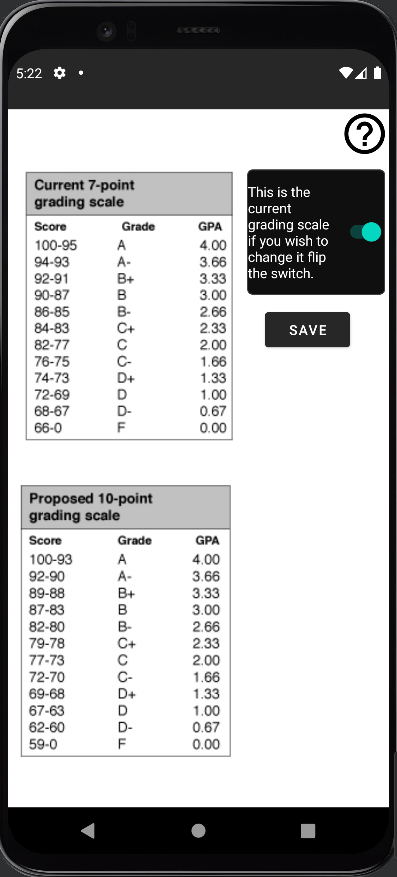 5:22
?
Current 7-point
grading scale
Score Grade GPA
100-95 A 4.00
94-93 A- 3.66
92-91 B+ 3.33
90-87 B 3.00
86-85 B- 2.66
84-83 C+ 2.33
82-77 C 2.00
76-75 C- 1.66
74-73 D+ 1.33
72-69 D 1.00
68-67 D- 0.67
66-0 F 0.00
This is the
current
grading scale
if you wish to
change it flip
the switch.
SAVE
Proposed 10-point
grading scale
Score Grade GPA
100-93 A 4.00
92-90 A- 3.66
89-88 B+ 3.33
87-83 B 3.00
82-80 B- 2.66
79-78 C+ 2.33
77-73 C 2.00
72-70 C- 1.66
69-68 D+ 1.33
67-63 D 1.00
62-60 D- 0.67
59-0 F 0.00